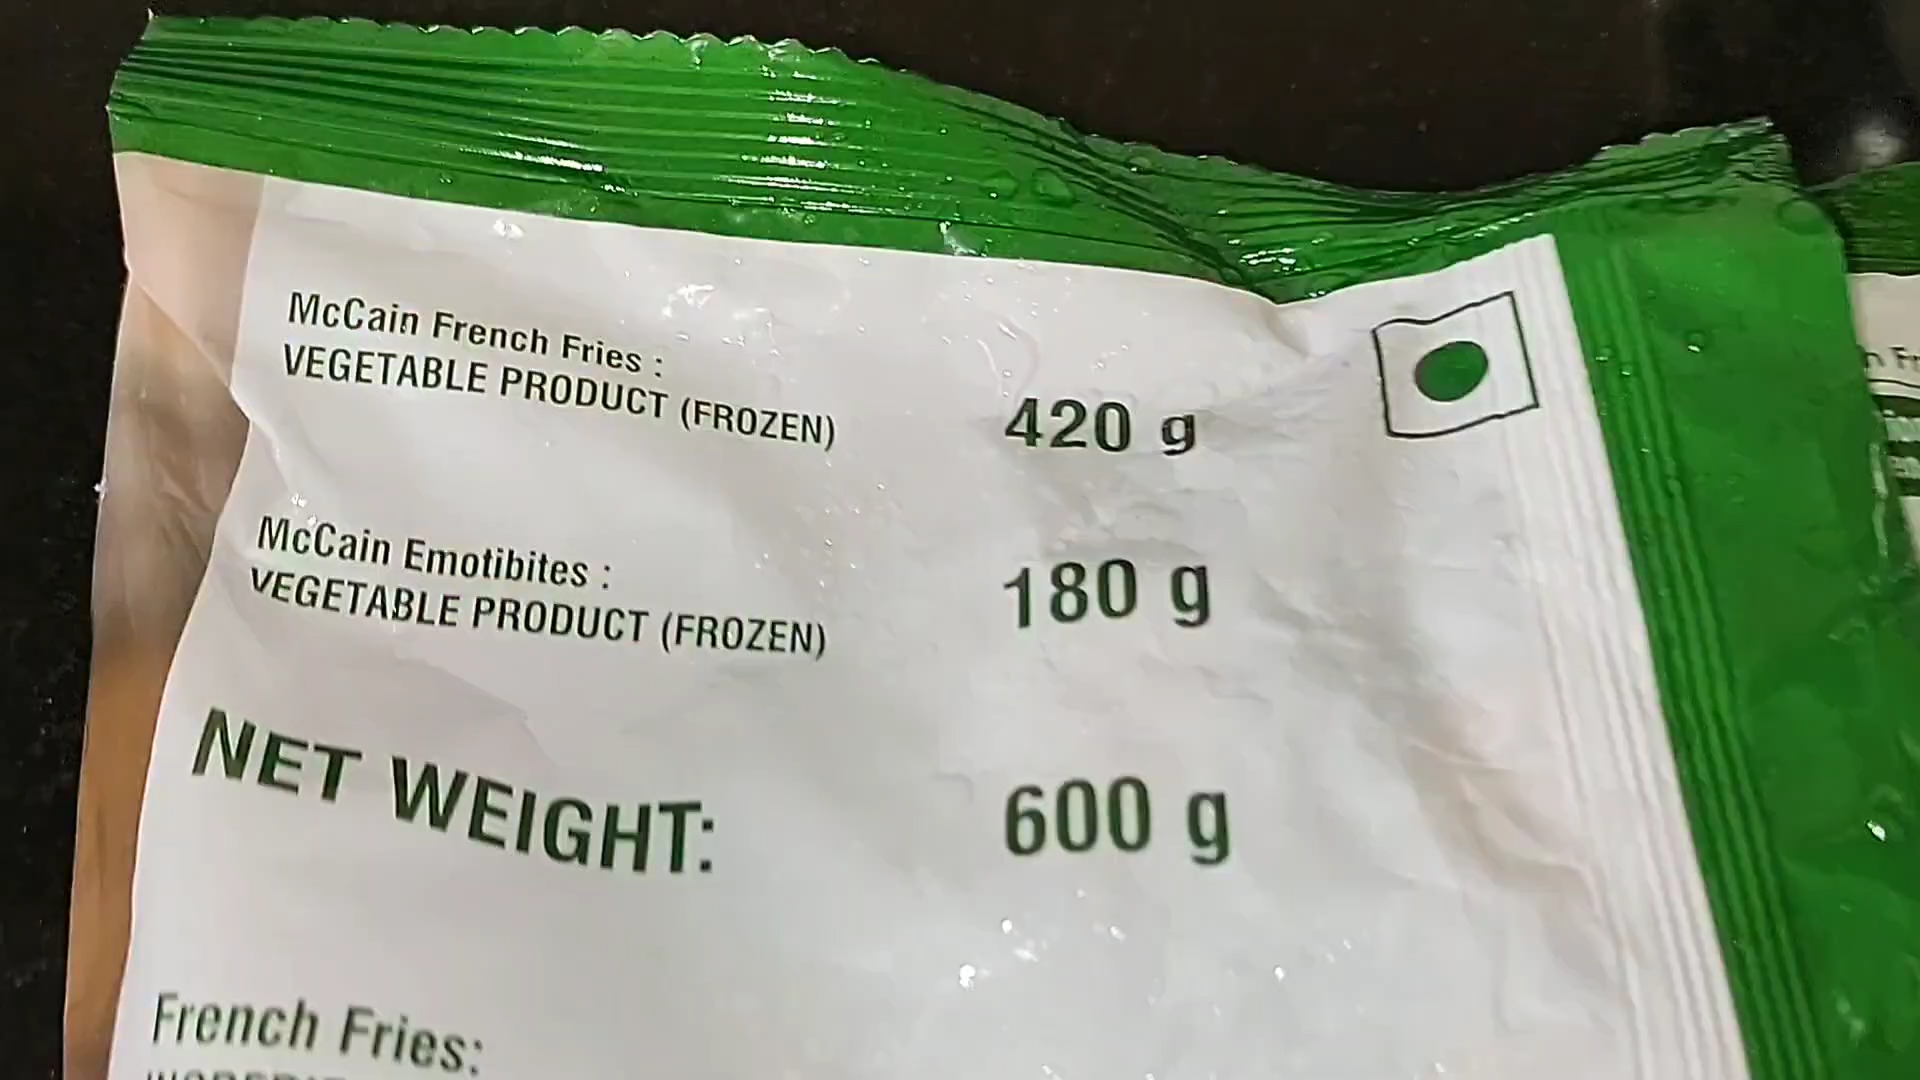 McCain French Fries :
VEGETABLE PRODUCT (FROZEN)
420 g
McCain Emotibites :
VEGETABLE PRODUCT (FROZEN)
180 g
NET WEIGHT:
600 g
French Fries: